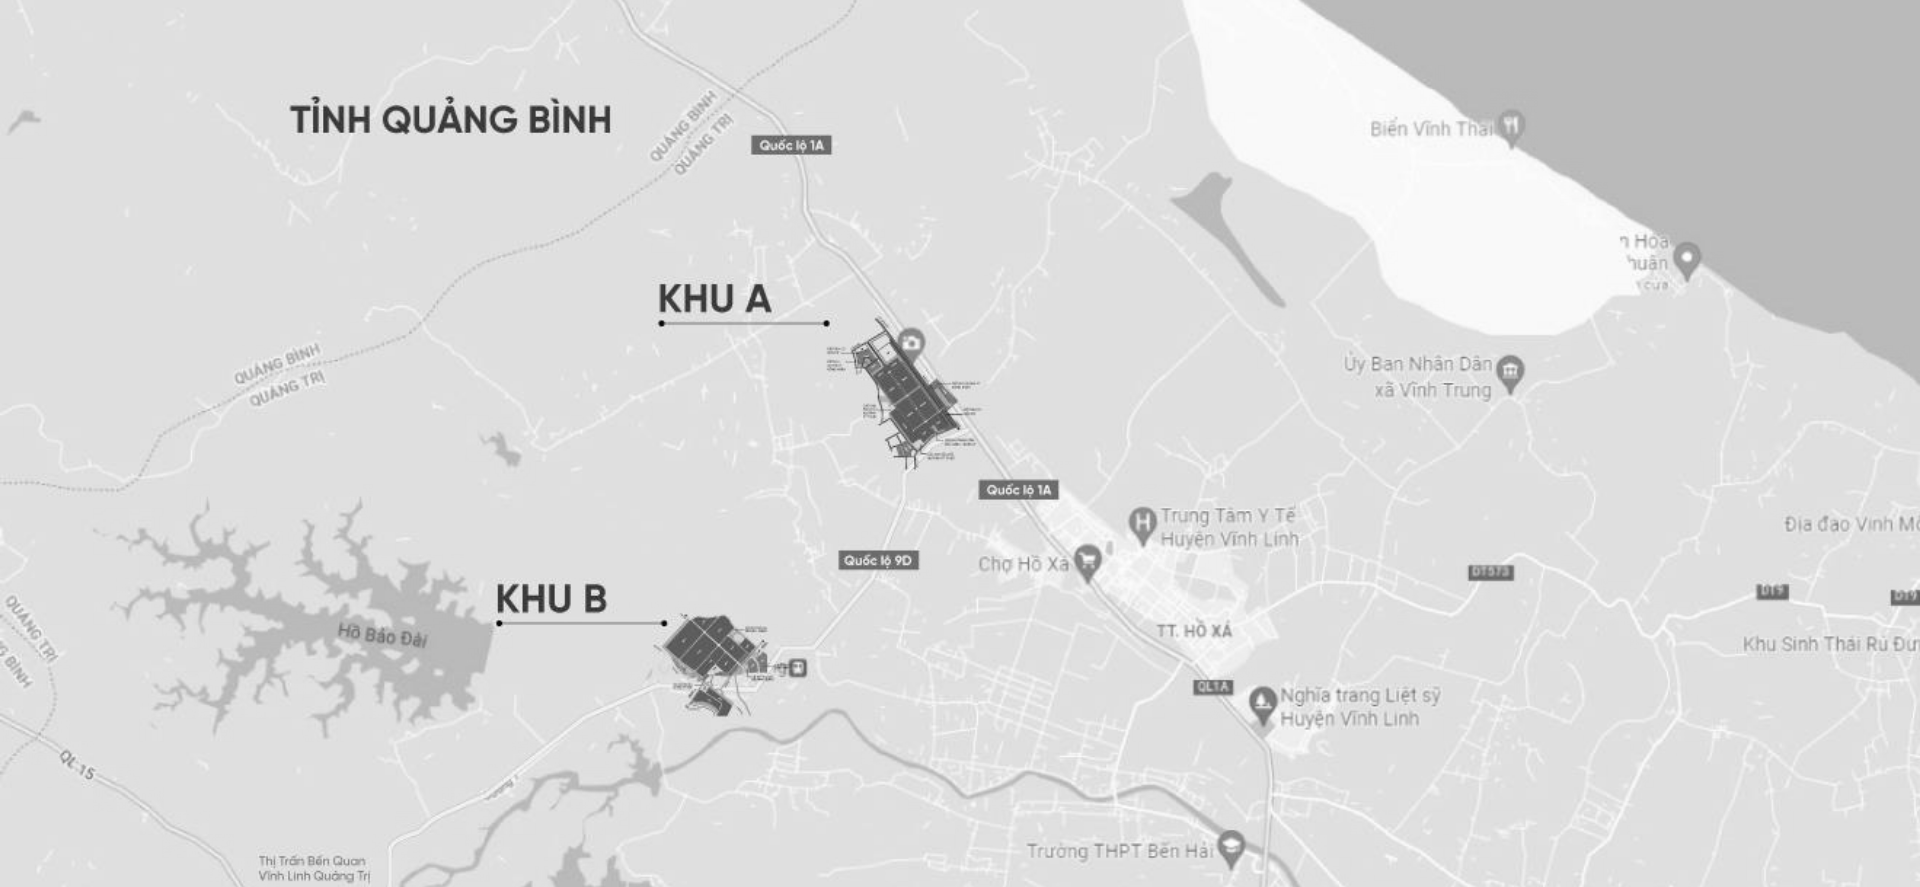 TỈNH QUẢNG BÌNH
QUẢNG BÌNH
QUẢNG TRỊ
Quốc lộ 1A
Biển Vĩnh Thái
KHU A
QUẢNG BÌNH
QUẢNG TRỊ
Ủy Ban Nhân Dân
xã Vĩnh Trung
Quốc lộ 1A
Trung Tâm Y Tế
Huyện Vĩnh Linh
Chợ Hồ Xá
Quốc lộ 9D
DT573
DT9
DT9
KHU B
Hồ Bảo Đài
QUẢNG TRỊ
BÌNH
TT. HỒ XÁ
Khu Sinh Thái Rú
QL1A
Nghĩa trang Liệt sỹ
Huyện Vĩnh Linh
QL 15
Địa đạo Vịnh
Trường THPT Bến Hải
Thị Trấn Bến Quan
Vĩnh Linh Quảng Trị